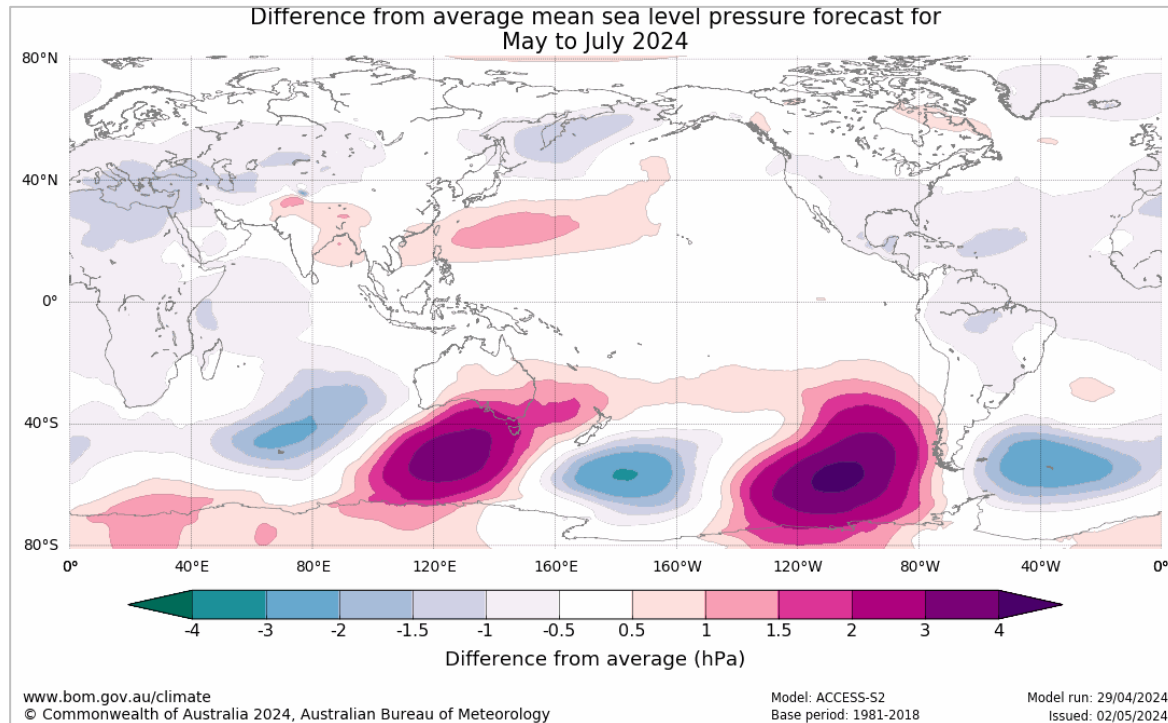 Difference from average mean sea level pressure forecast for
May to July 2024
80°N
40°N
0°
40°S
80°S
0° 40°E 80°E 120°E 160°E 160°W 120°W 80°W 40°W 0°
-4 -3 -2 -1.5 -1 -0.5 0.5 1 1.5 2 3 4
Difference from average (hPa)
www.bom.gov.au/climate
© Commonwealth of Australia 2024, Australian Bureau of Meteorology
Model: ACCESS-S2
Base period: 1981-2018
Model run: 29/04/2024
Issued: 02/05/2024